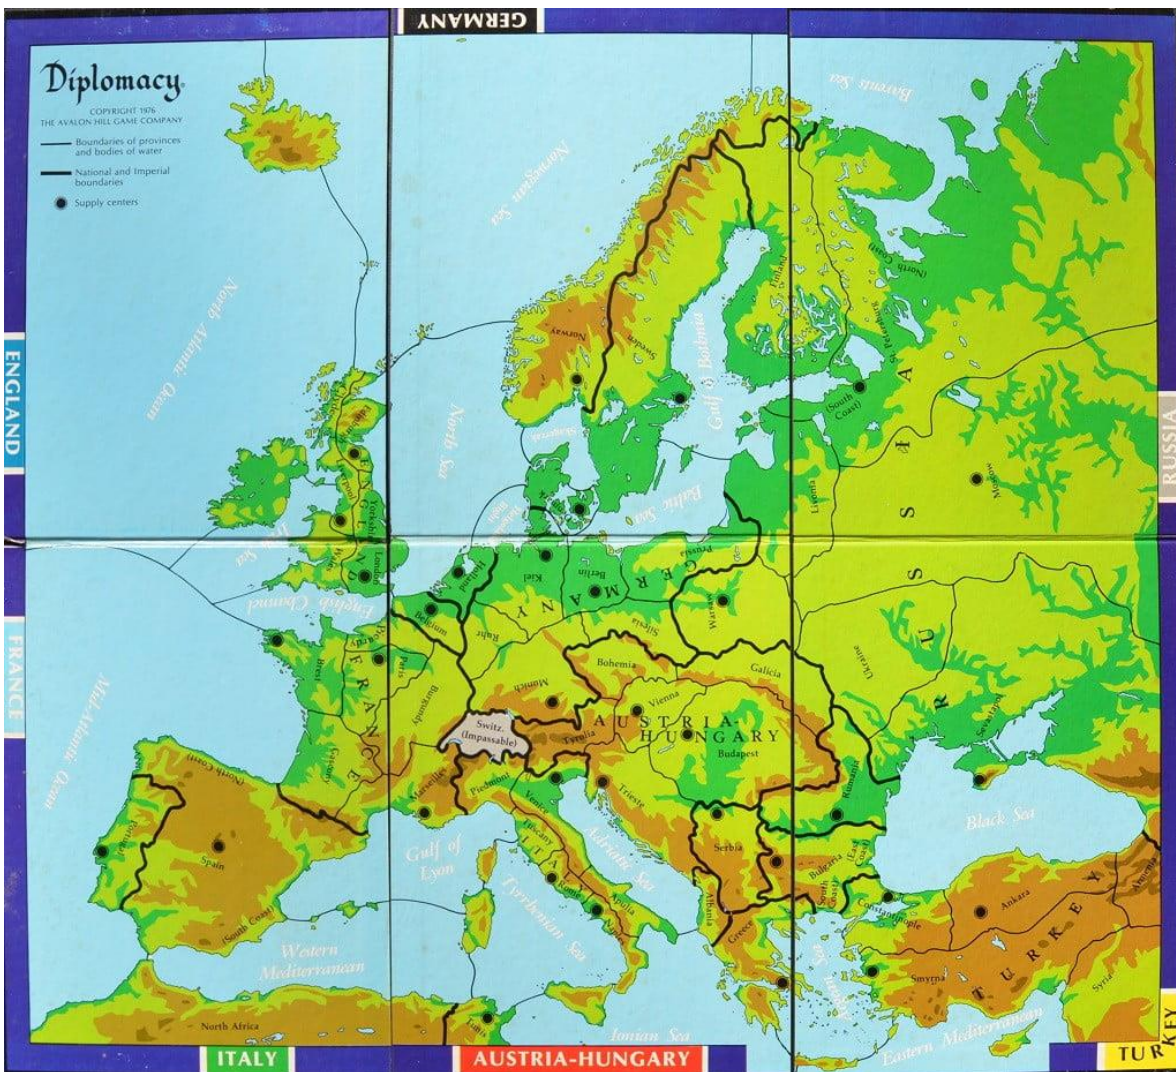 GERMANY
Diplomacy
COPYRIGHT 1976
THE AVALON HILL GAME COMPANY
Boundaries of provinces
and bodies of water
National and Imperial
boundaries
Supply centers
Barents Sea
Norwegian
Sea
North Atlantic
Ocean
ENGLAND
RUSSIA
(North
Coast)
St. Petersburg
Finland
Norway
Sweden
Gulf of Bothnia
(South
Coast)
North
Sea
Skagerrak
Clyde
Edinburgh
Moscow
Livonia
Baltic
Sea
Yorkshire
ENGLAND
Irish
Sea
Wales
London
English Channel
Helgoland
Bight
Holland
Belgium
Kiel
Berlin
Prussia
GERMANY
Ruhr
Silesia
Warsaw
Munich
Ukraine
RUSSIA
Sevastopol
FRANCE
Mid-Atlantic
Ocean
Brest
Picardy
Paris
FRANCE
Burgundy
Gascony
Marseilles
Switz.
(Impassable)
Bohemia
Galicia
Vienna
AUSTRIA-
HUNGARY
Tyrolia
Budapest
Trieste
Rumania
Black Sea
(North Coast)
Portugal
Spain
(South Coast)
Gulf of
Lyon
Piedmont
Venice
Tuscany
ITALY
Rome
Apulia
Naples
Adriatic Sea
Tyrrhenian
Sea
Serbia
Albania
Greece
Bulgaria
(East
Coast)
(South
Coast)
Constantinople
Ankara
Armenia
TURKEY
Smyrna
Syria
Western
Mediterranean
North Africa
Tunis
Ionian Sea
Aegean Sea
Eastern Mediterranean
ITALY
AUSTRIA-HUNGARY
TURKEY